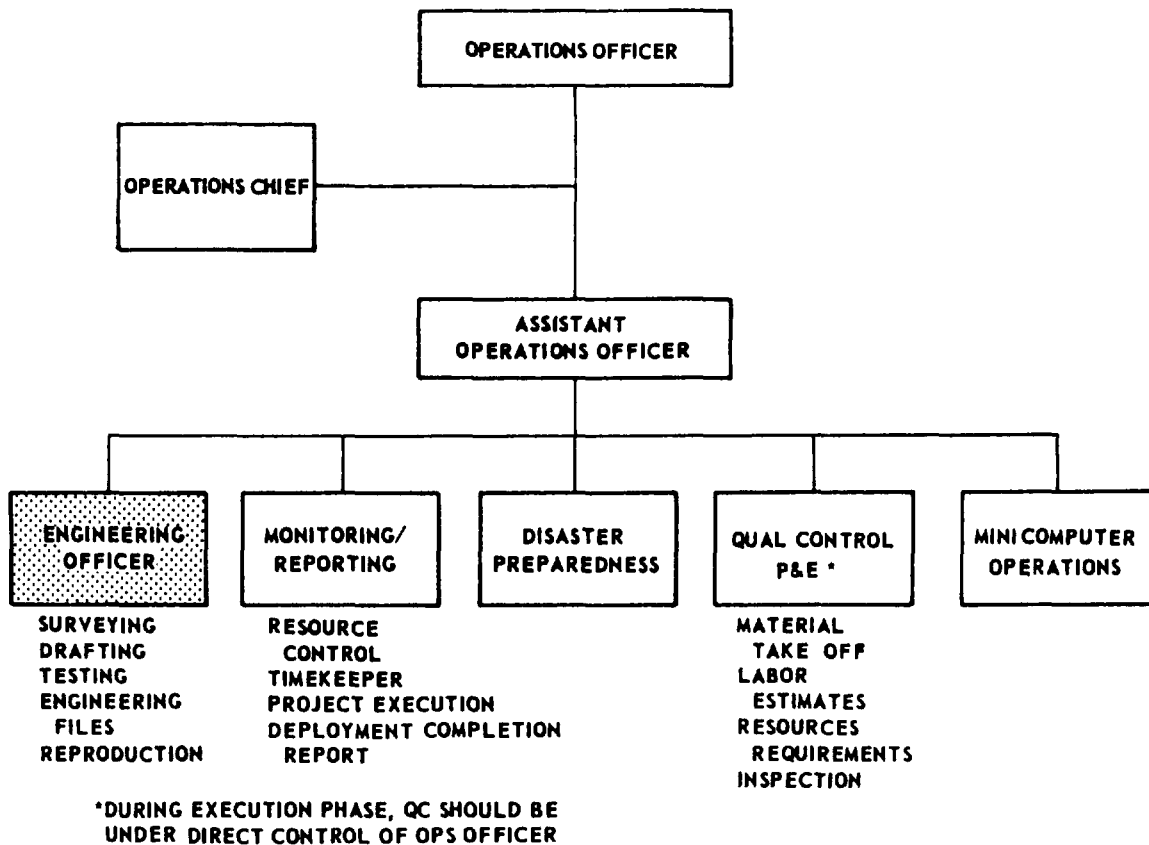 OPERATIONS OFFICER
OPERATIONS CHIEF
ASSISTANT
OPERATIONS OFFICER
ENGINEERING
OFFICER
SURVEYING
DRAFTING
TESTING
ENGINEERING
FILES
REPRODUCTION
MONITORING/
REPORTING
RESOURCE
CONTROL
TIMEKEEPER
PROJECT EXECUTION
DEPLOYMENT COMPLETION
REPORT
DISASTER
PREPAREDNESS
QUAL CONTROL
P&E *
MATERIAL
TAKE OFF
LABOR
ESTIMATES
RESOURCES
REQUIREMENTS
INSPECTION
MINICOMPUTER
OPERATIONS
*DURING EXECUTION PHASE, QC SHOULD BE
UNDER DIRECT CONTROL OF OPS OFFICER